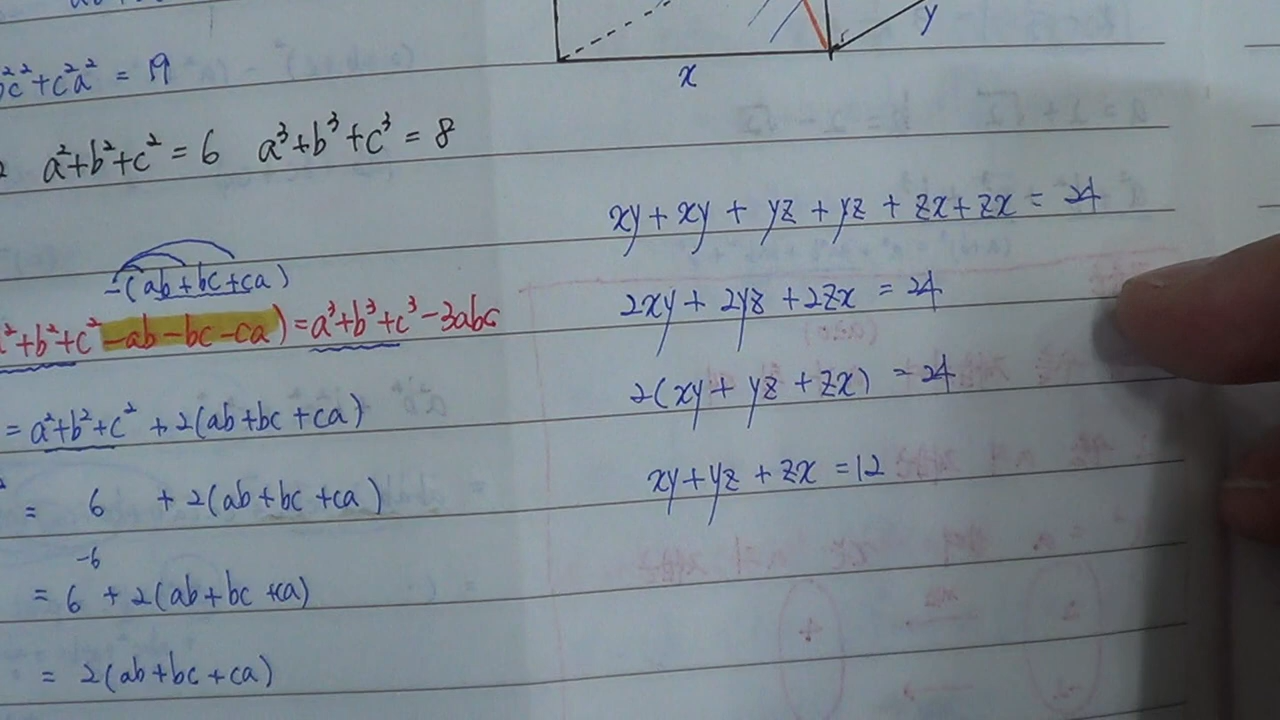 c²+c²a² = 19
a²+b²+c² = 6 a³+b³+c³ = 8
-(ab+bc+ca)
²+b²+c²-ab-bc-ca)=a³+b³+c³-3abc
= a²+b²+c² +2(ab+bc+ca)
= 6 +2(ab+bc+ca)
-6
= 6 +2(ab+bc+ca)
= 2(ab+bc+ca)
x
y
xy+xy+yz+yz+zx+zx = 24
2xy+2yz+2zx = 24
2(xy+yz+zx) = 24
xy+yz+zx = 12